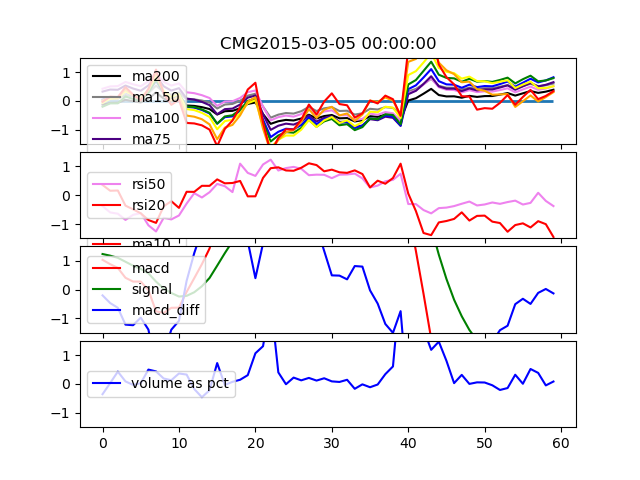 CMG2015-03-05 00:00:00
1
0
−1
ma200
ma150
ma100
ma75
1
0
−1
rsi50
rsi20
ma10
1
0
−1
macd
signal
macd_diff
1
0
−1
volume as pct
0 10 20 30 40 50 60